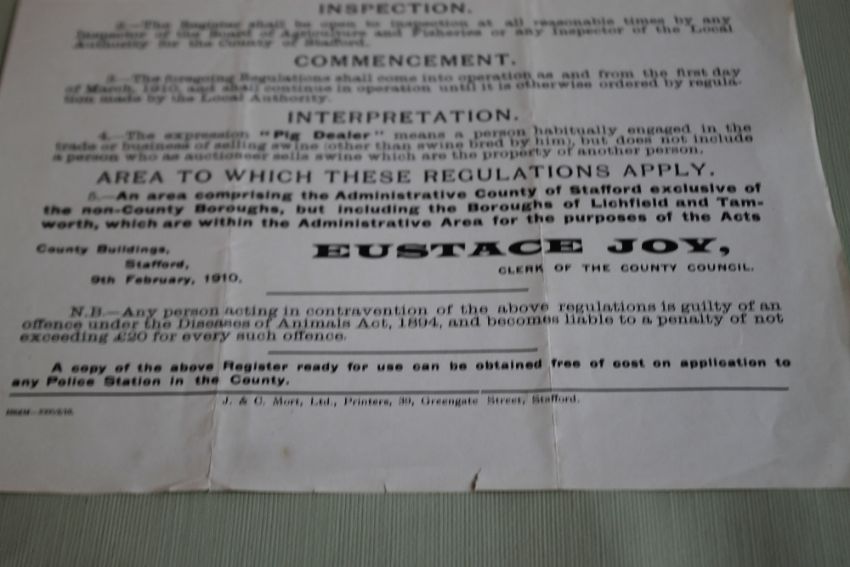 INSPECTION.
2.—The Register shall be open to inspection at all reasonable times by any
Inspector of the Board of Agriculture and Fisheries or any Inspector of the Local
Authority for the County of Stafford.
COMMENCEMENT.
3.—The foregoing Regulations shall come into operation as and from the first day
of March, 1910, and shall continue in operation until it is otherwise ordered by regula-
tion made by the Local Authority.
INTERPRETATION.
4.—The expression "Pig Dealer" means a person habitually engaged in the
trade or business of selling swine (other than swine bred by him), but does not include
a person who as auctioneer sells swine which are the property of another person.
AREA TO WHICH THESE REGULATIONS APPLY.
5.—An area comprising the Administrative County of Stafford exclusive of
the non-County Boroughs, but including the Boroughs of Lichfield and Tam-
worth, which are within the Administrative Area for the purposes of the Acts
County Buildings,
Stafford,
9th February, 1910.
EUSTACE JOY,
CLERK OF THE COUNTY COUNCIL.
N.B.—Any person acting in contravention of the above regulations is guilty of an
offence under the Diseases of Animals Act, 1894, and becomes liable to a penalty of not
exceeding £20 for every such offence.
A copy of the above Register ready for use can be obtained free of cost on application to
any Police Station in the County.
J. & C. Mort, Ltd., Printers, 39, Greengate Street, Stafford.